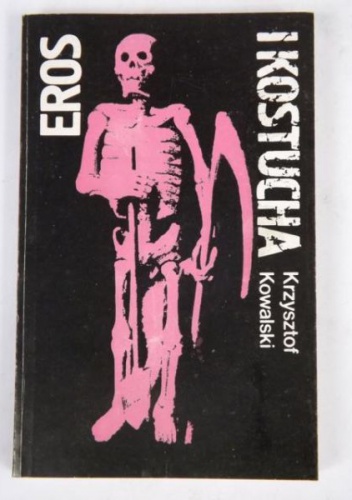 EROS
I KOSTUCHA
Krzysztof
Kowalski